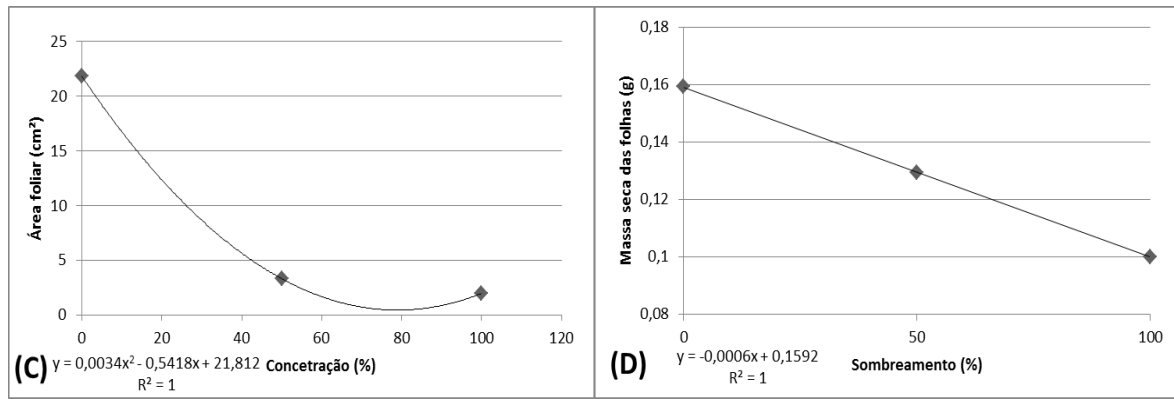 Área foliar (cm²)
25
20
15
10
5
0
0 20 40 60 80 100 120
(C) y = 0,0034x² - 0,5418x + 21,812 Concetração (%)
R² = 1
Massa seca das folhas (g)
0,18
0,16
0,14
0,12
0,1
0,08
0 50 100
(D) y = -0,0006x + 0,1592 Sombreamento (%)
R² = 1